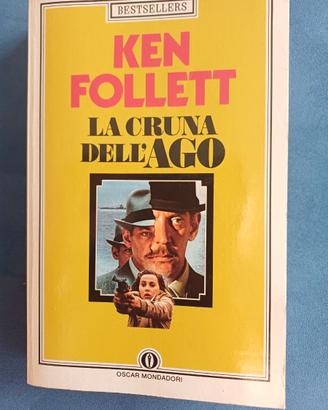 BESTSELLERS
KEN
FOLLETT
LA CRUNA
DELL'AGO
OSCAR MONDADORI